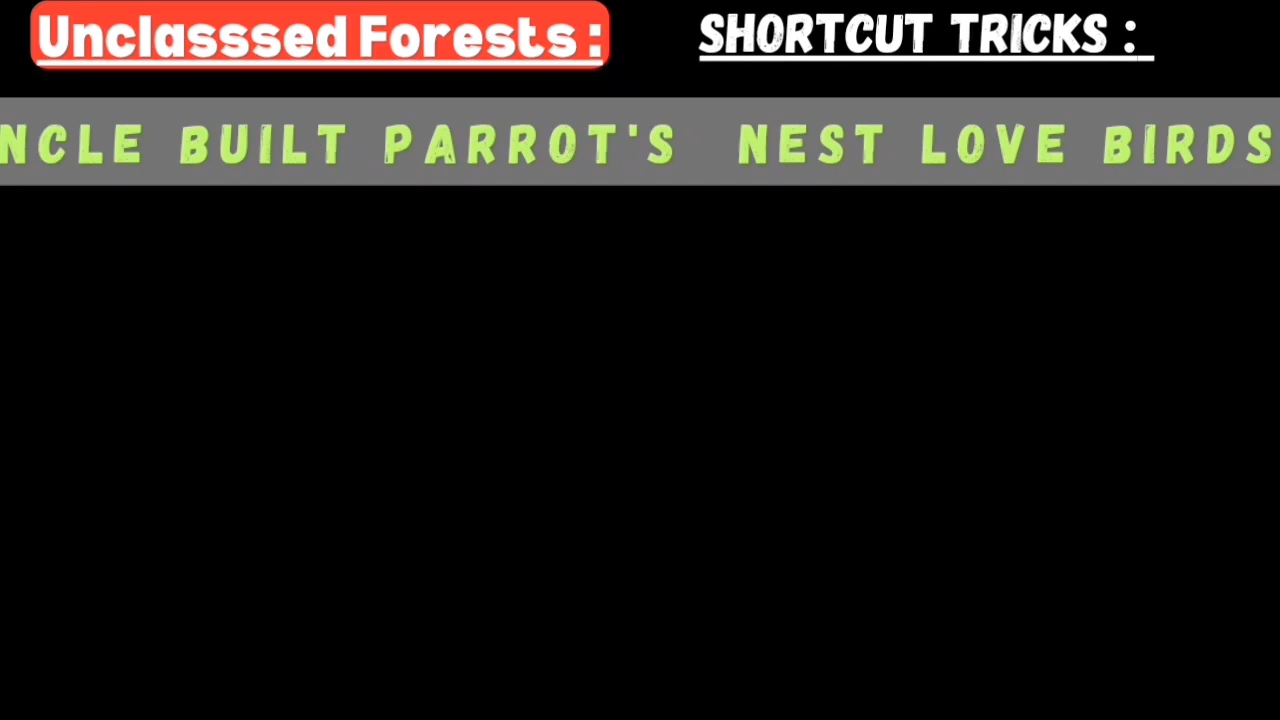 Unclasssed Forests :
SHORTCUT TRICKS :
NCLE BUILT PARROT'S NEST LOVE BIRDS